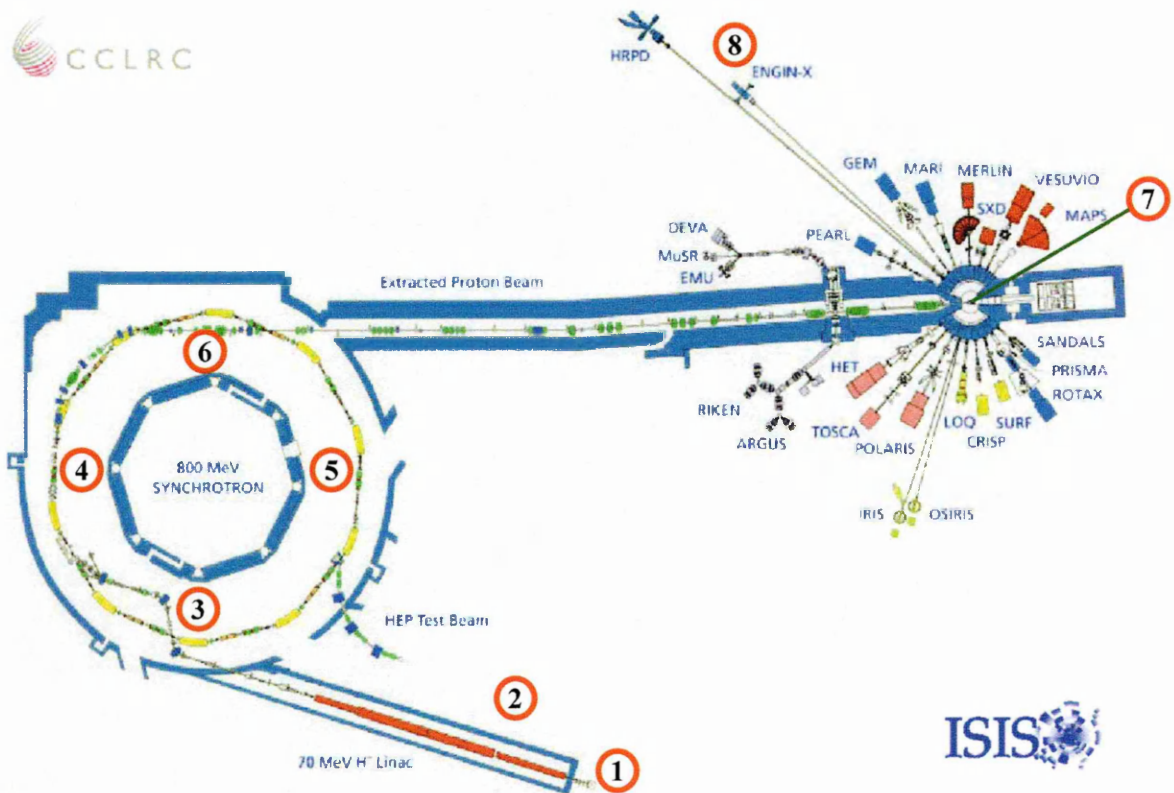 CCLRC
8
HRPD
ENGIN-X
GEM
MARI
MERLIN
VESUVIO
7
SXD
MAPS
DEVA
MuSR
EMU
PEARL
Extracted Proton Beam
6
SANDALS
HET
PRISMA
ROTAX
RIKEN
ARGUS
TOSCA
POLARIS
LOQ
CRISP
SURF
4
800 MeV
SYNCHROTRON
5
IRIS
OSIRIS
3
HEP Test Beam
2
70 MeV H⁻ Linac
1
ISIS